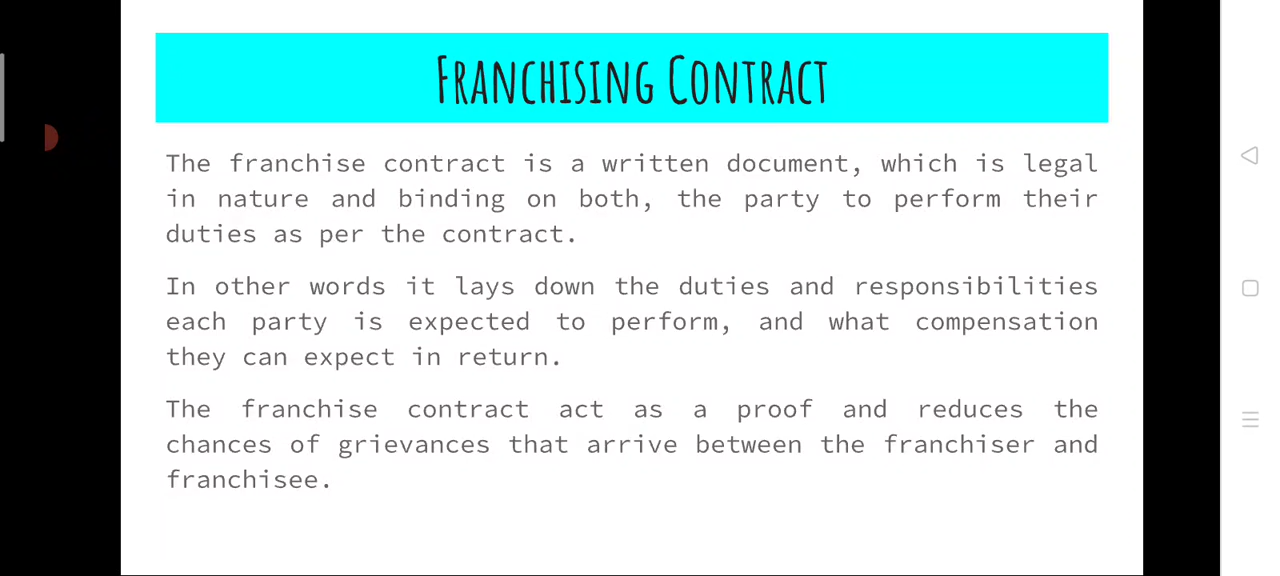 FRANCHISING CONTRACT
The franchise contract is a written document, which is legal
in nature and binding on both, the party to perform their
duties as per the contract.
In other words it lays down the duties and responsibilities
each party is expected to perform, and what compensation
they can expect in return.
The franchise contract act as a proof and reduces the
chances of grievances that arrive between the franchiser and
franchisee.